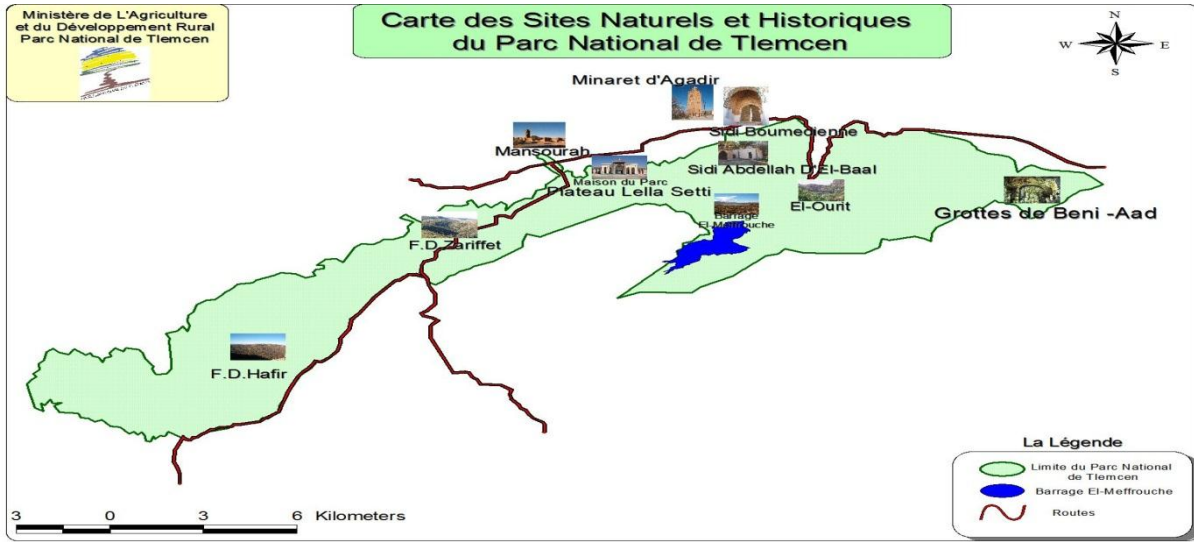 Ministère de L'Agriculture
et du Développement Rural
Parc National de Tlemcen
Carte des Sites Naturels et Historiques
du Parc National de Tlemcen
N
W
E
S
Minaret d'Agadir
Sidi Boumedienne
Mansourah
Sidi Abdellah D'El-Baal
Maison du Parc
Plateau Lella Setti
El-Ourit
Grottes de Beni -Aad
Barrage
El-Meffrouche
F.D.Zariffet
F.D.Hafir
La Légende
Limite du Parc National
de Tlemcen
Barrage El-Meffrouche
Routes
3 0 3 6 Kilometers